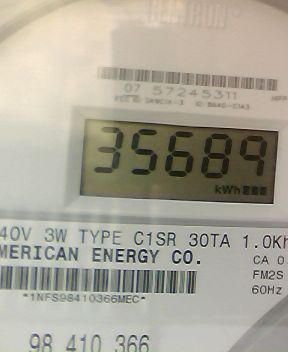 CENTRON
07 57245311
35689
kWh
40V 3W TYPE C1SR 30TA 1.0Kh
MERICAN ENERGY CO.
CA 0
FM2S
*1NFS98410366MEC*
60Hz
98 410 366